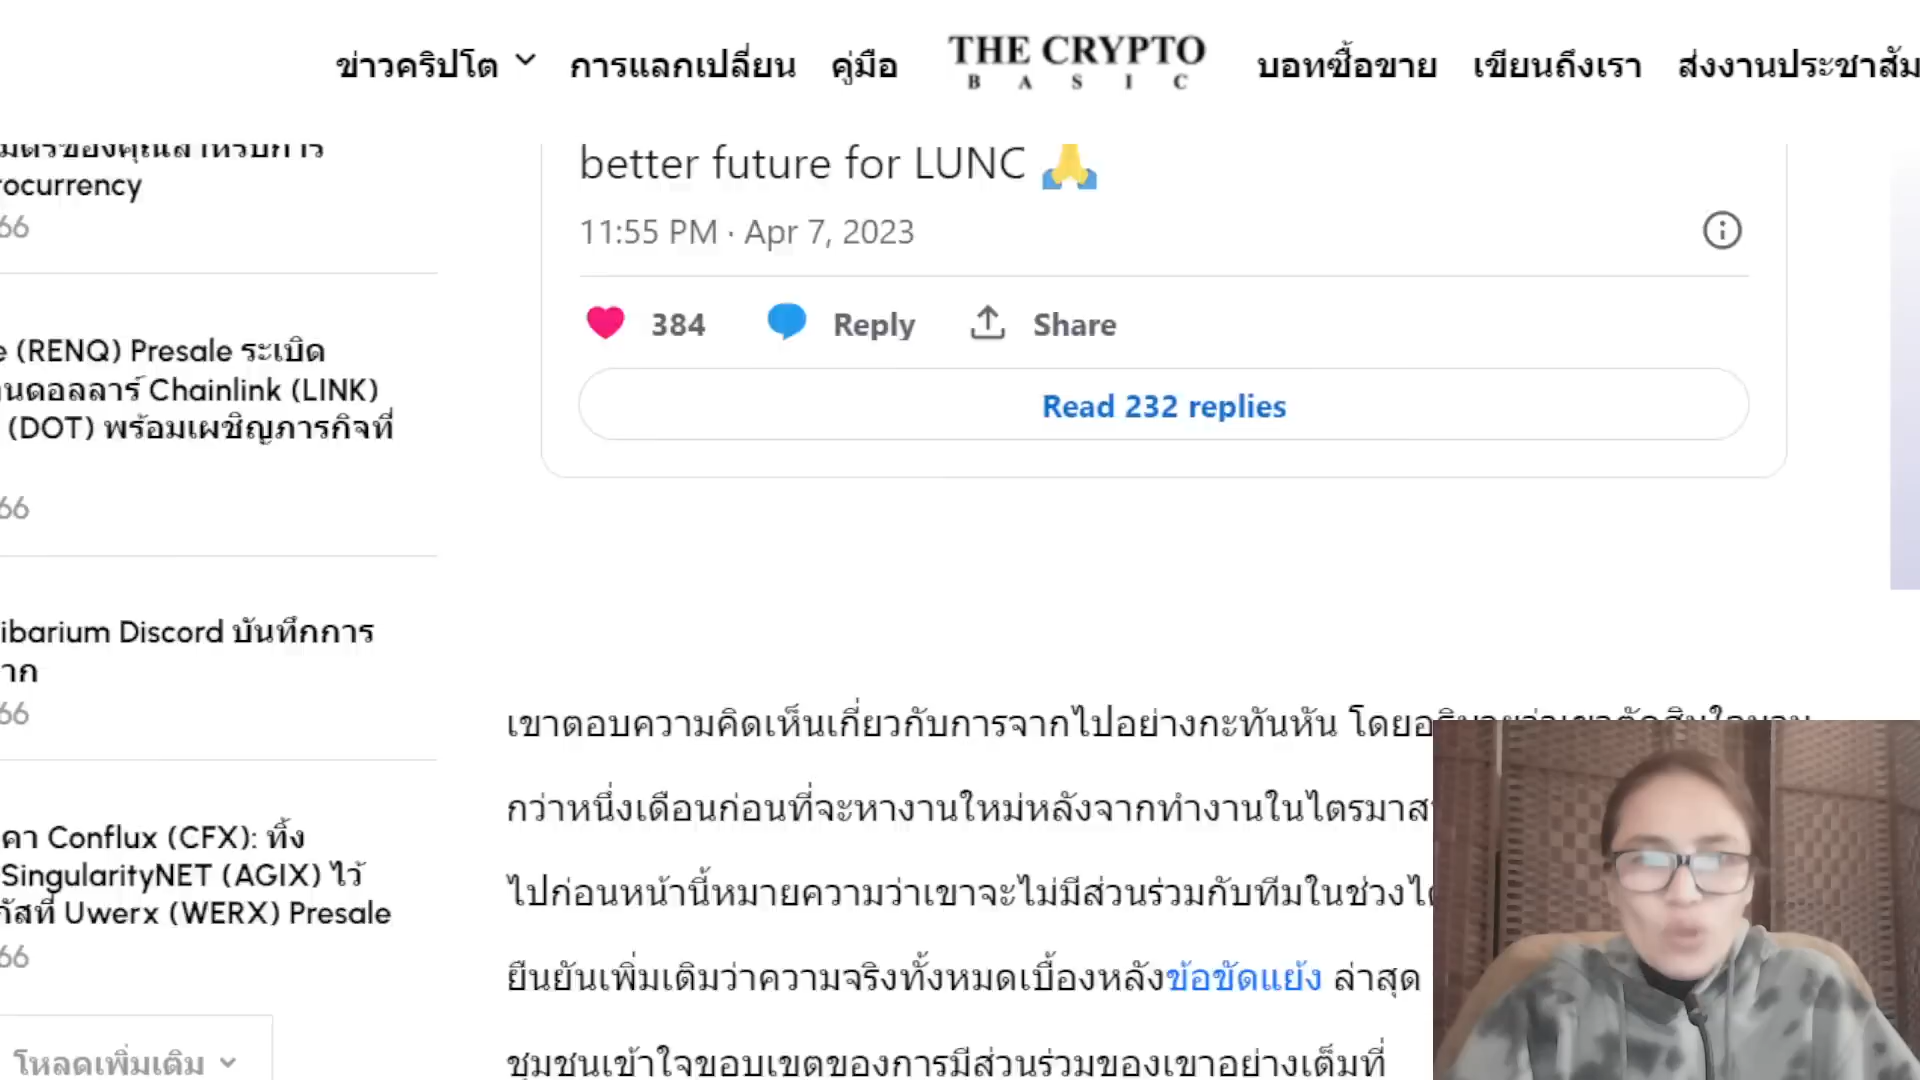 ข่าวคริปโต การแลกเปลี่ยน คู่มือ THE CRYPTO BASIC บอทซื้อขาย เขียนถึงเรา ส่งงานประชาสัม
rocurrency
66
e (RENQ) Presale ระเบิด
านดอลลาร์ Chainlink (LINK)
(DOT) พร้อมเผชิญภารกิจที่
66
ibarium Discord บันทึกการ
าก
66
คา Conflux (CFX): ทิ้ง
SingularityNET (AGIX) ไว้
กัสที่ Uwerx (WERX) Presale
66
โหลดเพิ่มเติม
better future for LUNC 🙏
11:55 PM · Apr 7, 2023
384 Reply Share
Read 232 replies
เขาตอบความคิดเห็นเกี่ยวกับการจากไปอย่างกะทันหัน
กว่าหนึ่งเดือนก่อนที่จะหางานใหม่หลังจากทำงานในไตรมาส
ไปก่อนหน้านี้หมายความว่าเขาจะไม่มีส่วนร่วมกับทีมในช่วง
ยืนยันเพิ่มเติมว่าความจริงทั้งหมดเบื้องหลังข้อขัดแย้ง ล่าสุด
ชุมชนเข้าใจขอบเขตของการมีส่วนร่วมของเขาอย่างเต็มที่